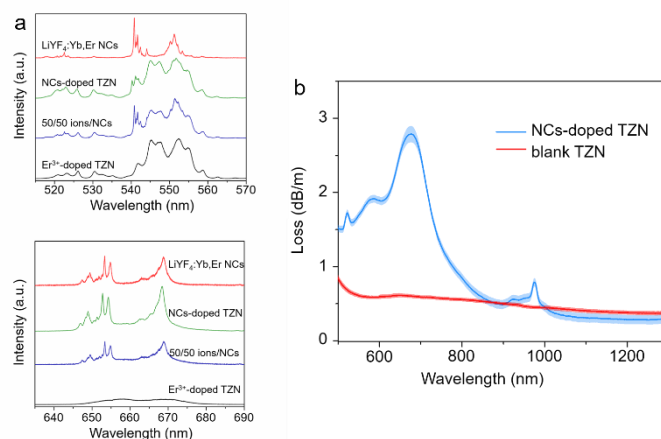 a
Intensity (a.u.)
LiYF₄:Yb,Er NCs
NCs-doped TZN
50/50 ions/NCs
Er³⁺-doped TZN
520 530 540 550 560 570
Wavelength (nm)
Intensity (a.u.)
LiYF₄:Yb,Er NCs
NCs-doped TZN
50/50 ions/NCs
Er³⁺-doped TZN
640 650 660 670 680 690
Wavelength (nm)
b
NCs-doped TZN
blank TZN
Loss (dB/m)
3
2
1
0
600 800 1000 1200
Wavelength (nm)